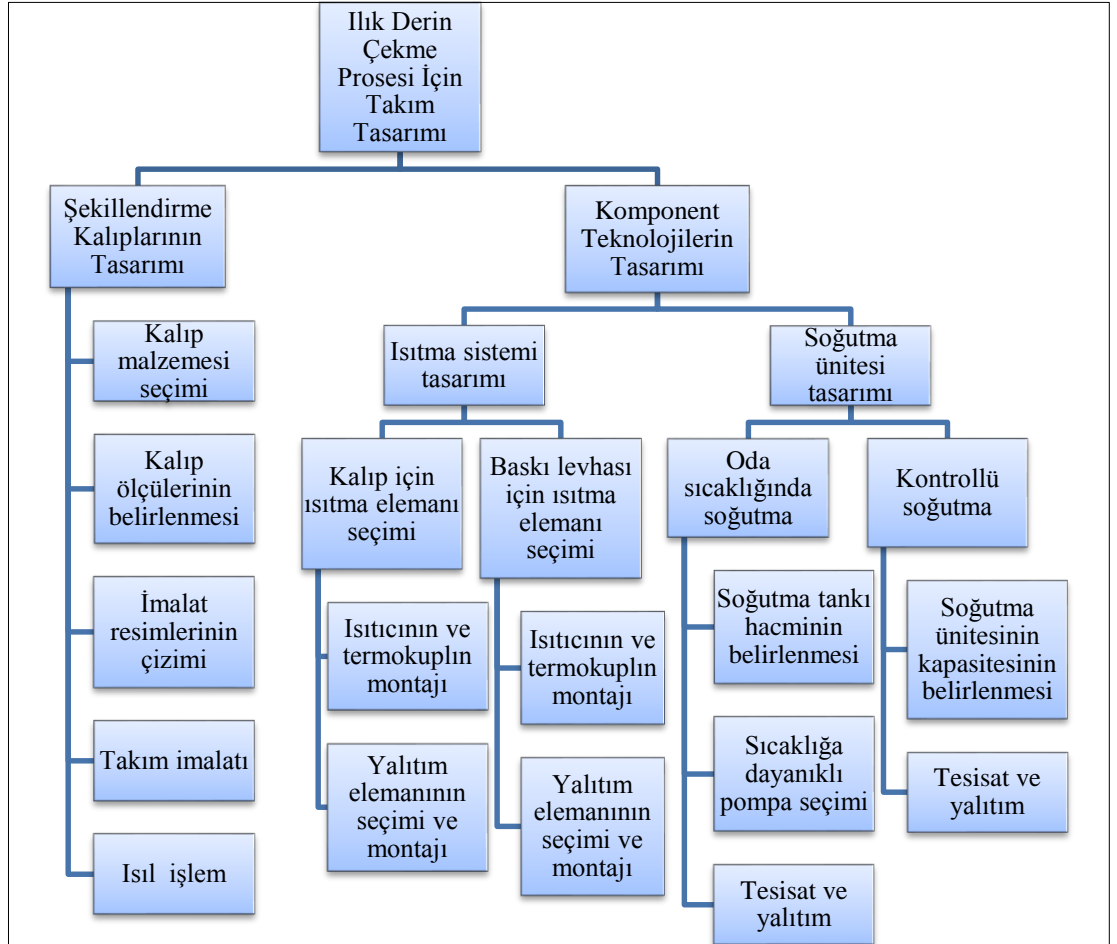 Ilık Derin
Çekme
Prosesi İçin
Takım
Tasarımı
Şekillendirme
Kalıplarının
Tasarımı
Kalıp
malzemesi
seçimi
Kalıp
ölçülerinin
belirlenmesi
İmalat
resimlerinin
çizimi
Takım imalatı
Isıl işlem
Komponent
Teknolojilerin
Tasarımı
Isıtma sistemi
tasarımı
Kalıp için
ısıtma elemanı
seçimi
Isıtıcının ve
termokuplın
montajı
Yalıtım
elemanının
seçimi ve
montajı
Baskı levhası
için ısıtma
elemanı
seçimi
Isıtıcının ve
termokuplın
montajı
Yalıtım
elemanının
seçimi ve
montajı
Soğutma
ünitesi
tasarımı
Oda
sıcaklığında
soğutma
Soğutma tankı
hacminin
belirlenmesi
Sıcaklığa
dayanıklı
pompa seçimi
Tesisat ve
yalıtım
Kontrollü
soğutma
Soğutma
ünitesinin
kapasitesinin
belirlenmesi
Tesisat ve
yalıtım